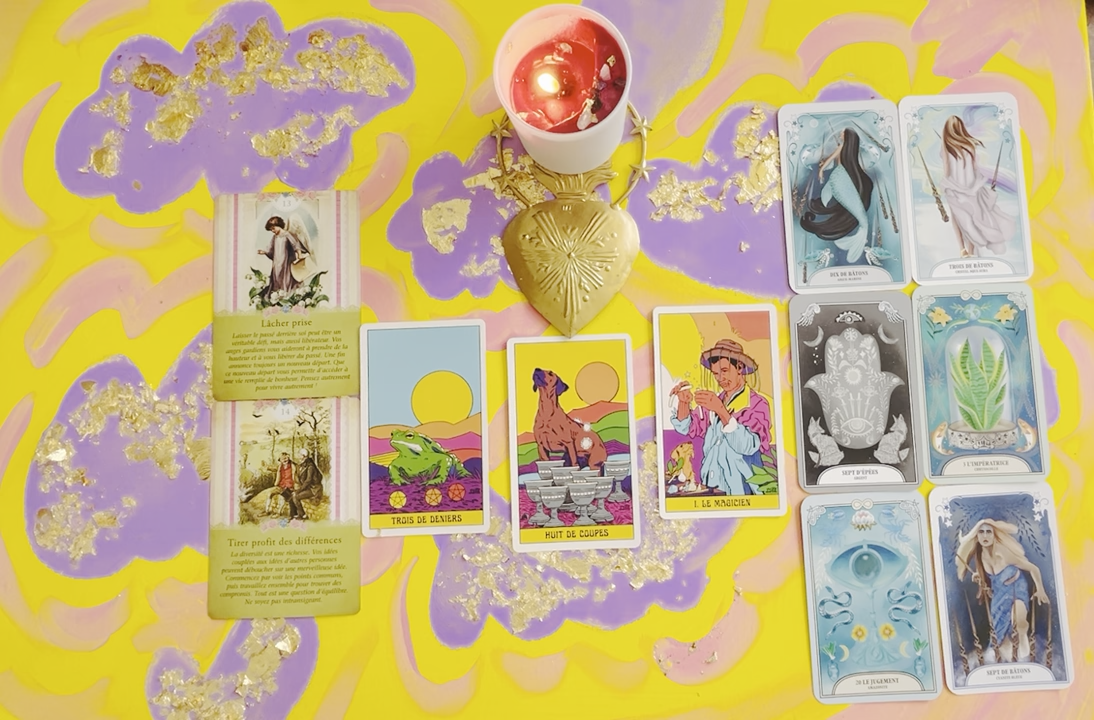 13
Lâcher prise
Laisser le passé derrière soi peut être un
véritable défi, mais aussi libérateur. Vos
anges gardiens vous aideront à prendre de la
hauteur et à vous libérer du passé. Une fin
annonce toujours un nouveau départ. Que
ce nouveau départ vous permette d'accéder à
une vie remplie de bonheur. Pensez autrement
pour vivre autrement !
14
Tirer profit des différences
La diversité est une richesse. Vos idées
couplées aux idées d'autres personnes
peuvent déboucher sur une merveilleuse idée.
Commencez par voir les points communs,
puis travaillez ensemble pour trouver des
compromis. Tout est une question d'équilibre.
Ne soyez pas intransigeant.
TROIS DE DENIERS
HUIT DE COUPES
I. LE MAGICIEN
DIX DE BÂTONS
TROIS DE BÂTONS
SEPT D'ÉPÉES
3 L'IMPÉRATRICE
20 LE JUGEMENT
SEPT DE BÂTONS